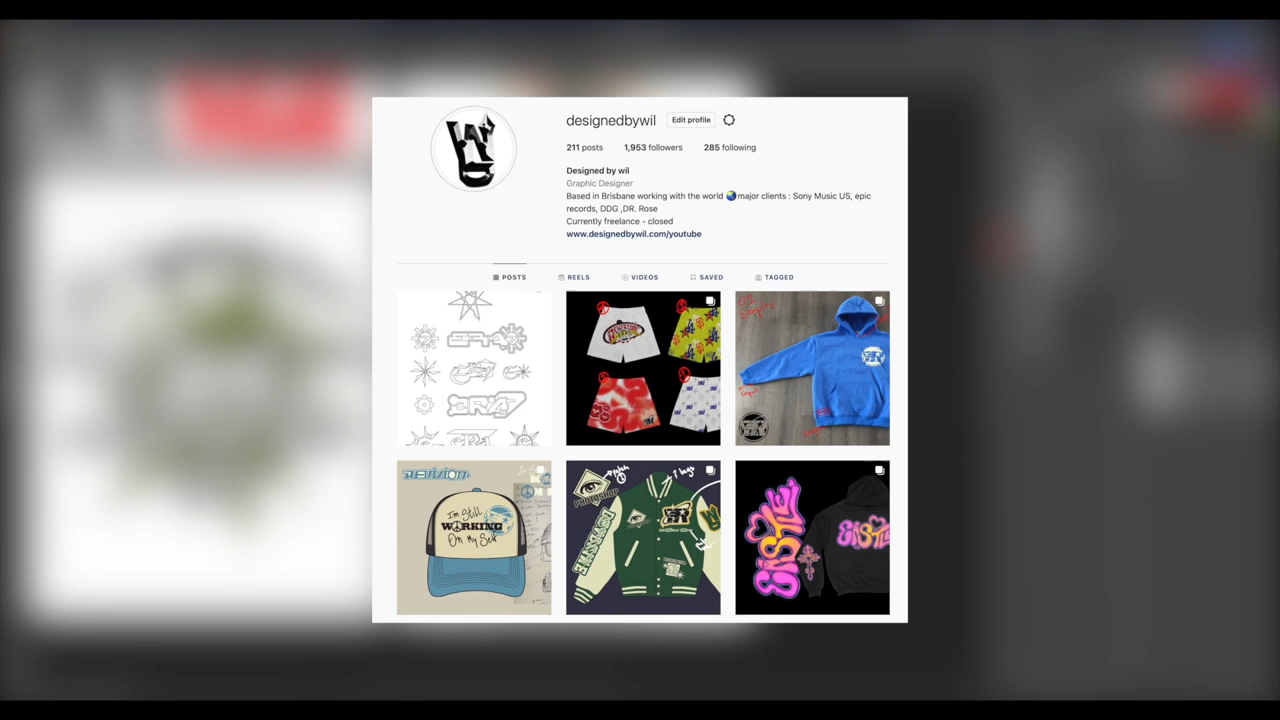 designedbywil Edit profile
211 posts 1,953 followers 285 following
Designed by wil
Graphic Designer
Based in Brisbane working with the world 🌏major clients : Sony Music US, epic
records, DDG ,DR. Rose
Currently freelance - closed
www.designedbywil.com/youtube
POSTS REELS VIDEOS SAVED TAGGED
REVISION
I'm Still
WORKING
On My Self
PHOTOSHOP